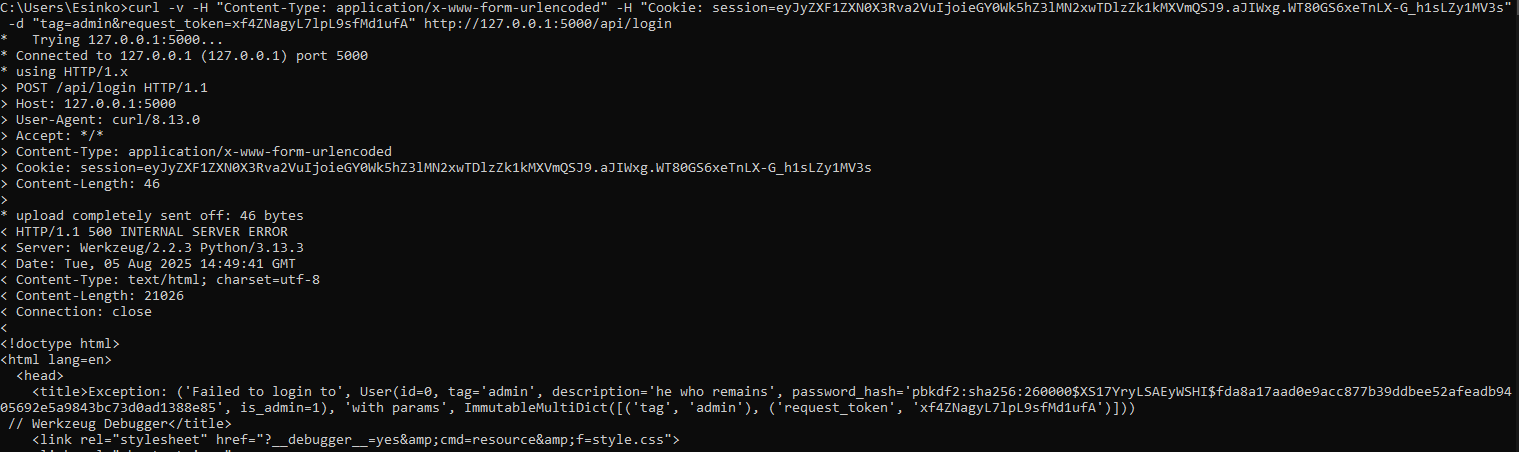 C:\Users\Esinko>curl -v -H "Content-Type: application/x-www-form-urlencoded" -H "Cookie: session=eyJyZXF1ZXN0X3Rva2VuIjoieGY0Wk5hZ3lMN2xwTDlzZk1kMXVmQSJ9.aJIWxg.WT80GS6xeTnLX-G_h1sLZy1MV3s"
 -d "tag=admin&request_token=xf4ZNagyL7lpL9sfMd1ufA" http://127.0.0.1:5000/api/login
*   Trying 127.0.0.1:5000...
* Connected to 127.0.0.1 (127.0.0.1) port 5000
* using HTTP/1.x
> POST /api/login HTTP/1.1
> Host: 127.0.0.1:5000
> User-Agent: curl/8.13.0
> Accept: */*
> Content-Type: application/x-www-form-urlencoded
> Cookie: session=eyJyZXF1ZXN0X3Rva2VuIjoieGY0Wk5hZ3lMN2xwTDlzZk1kMXVmQSJ9.aJIWxg.WT80GS6xeTnLX-G_h1sLZy1MV3s
> Content-Length: 46
>
* upload completely sent off: 46 bytes
< HTTP/1.1 500 INTERNAL SERVER ERROR
< Server: Werkzeug/2.2.3 Python/3.13.3
< Date: Tue, 05 Aug 2025 14:49:41 GMT
< Content-Type: text/html; charset=utf-8
< Content-Length: 21026
< Connection: close
<
<!doctype html>
<html lang=en>
  <head>
    <title>Exception: ('Failed to login to', User(id=0, tag='admin', description='he who remains', password_hash='pbkdf2:sha256:260000$XS17YryLSAEyWSHI$fda8a17aad0e9acc877b39ddbee52afeadb94
05692e5a9843bc73d0ad1388e85', is_admin=1), 'with params', ImmutableMultiDict([('tag', 'admin'), ('request_token', 'xf4ZNagyL7lpL9sfMd1ufA')]))
 // Werkzeug Debugger</title>
    <link rel="stylesheet" href="?__debugger__=yes&amp;cmd=resource&amp;f=style.css">